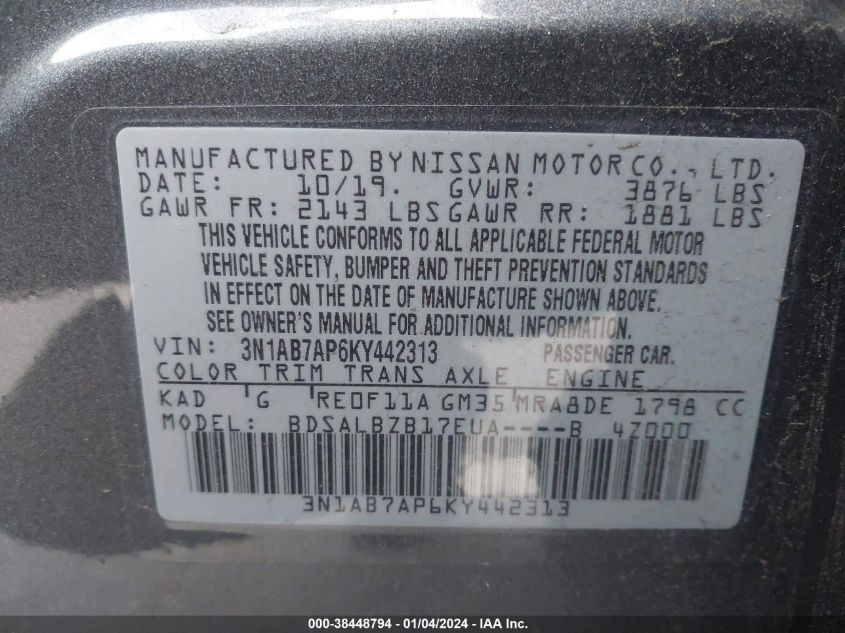 MANUFACTURED BY NISSAN MOTOR CO., LTD.
DATE: 10/19. GVWR: 3876 LBS
GAWR FR: 2143 LBS GAWR RR: 1881 LBS
THIS VEHICLE CONFORMS TO ALL APPLICABLE FEDERAL MOTOR
VEHICLE SAFETY, BUMPER AND THEFT PREVENTION STANDARDS
IN EFFECT ON THE DATE OF MANUFACTURE SHOWN ABOVE.
SEE OWNER'S MANUAL FOR ADDITIONAL INFORMATION.
VIN: 3N1AB7AP6KY442313 PASSENGER CAR.
COLOR TRIM TRANS AXLE ENGINE
KAD G RE0F11A GM35 MRA8DE 1798 CC
MODEL: BDSALBZB17EUA----B 4Z000
3N1AB7AP6KY442313
000-38448794 - 01/04/2024 - IAA Inc.